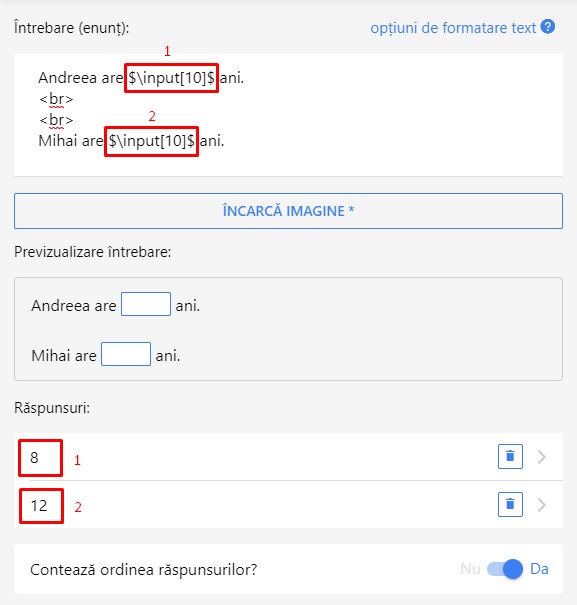 Întrebare (enunț): opțiuni de formatare text ?
1
Andreea are $\input[10]$ ani.
<br>
<br>
2
Mihai are $\input[10]$ ani.
ÎNCARCĂ IMAGINE *
Previzualizare întrebare:
Andreea are ani.
Mihai are ani.
Răspunsuri:
8 1
12 2
Contează ordinea răspunsurilor? Nu Da